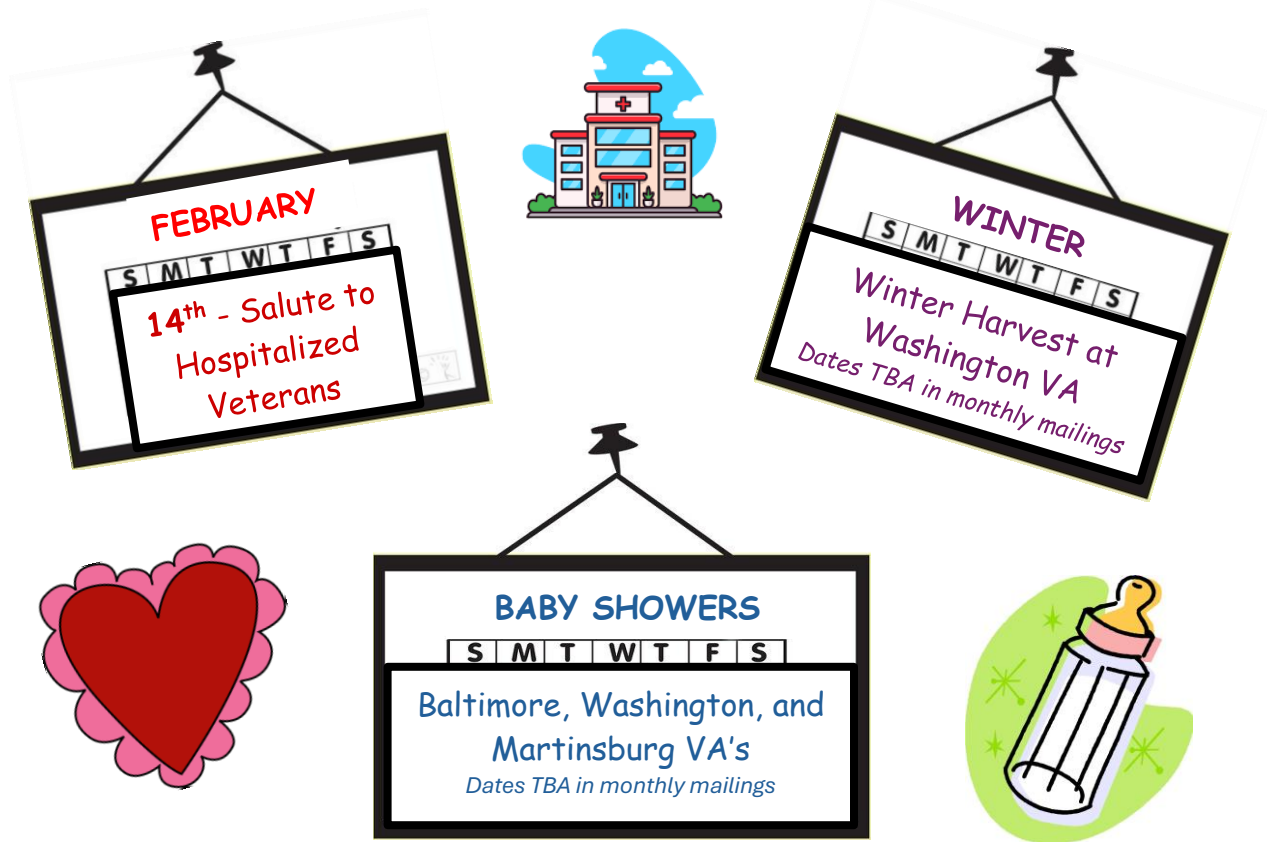 FEBRUARY
S M T W T F S
14th - Salute to
Hospitalized
Veterans
WINTER
S M T W T F S
Winter Harvest at
Washington VA
Dates TBA in monthly mailings
BABY SHOWERS
S M T W T F S
Baltimore, Washington, and
Martinsburg VA's
Dates TBA in monthly mailings